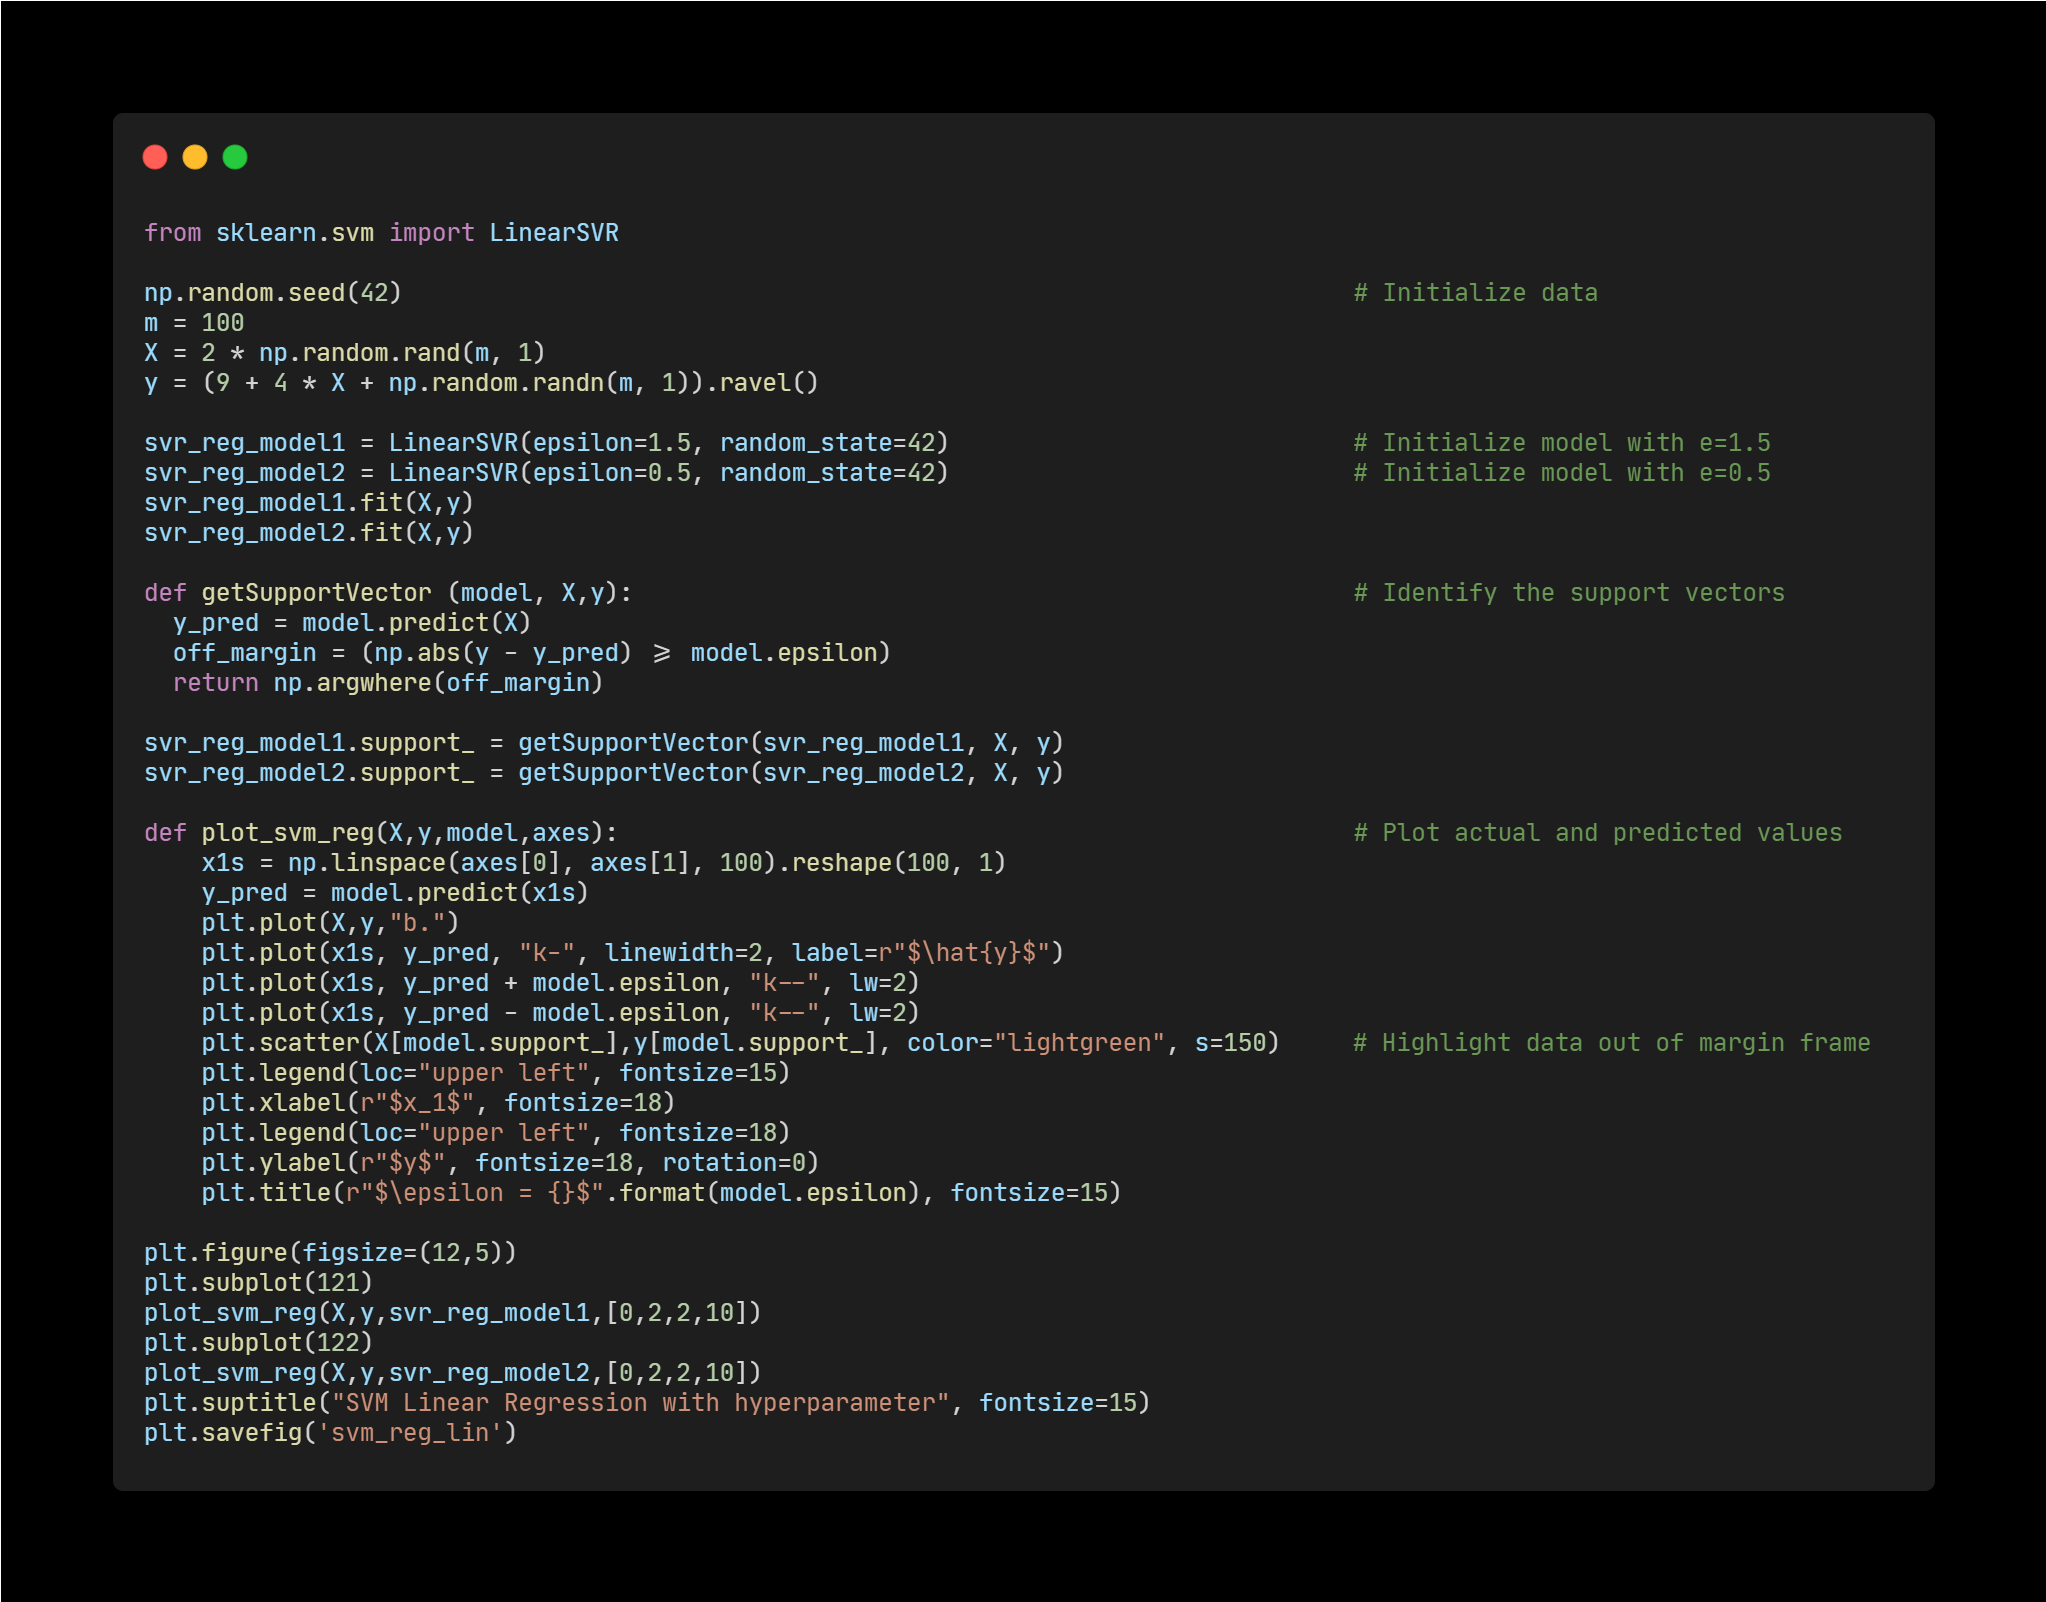 from sklearn.svm import LinearSVR
np.random.seed(42) # Initialize data
m = 100
X = 2 * np.random.rand(m, 1)
y = (9 + 4 * X + np.random.randn(m, 1)).ravel()
svr_reg_model1 = LinearSVR(epsilon=1.5, random_state=42) # Initialize model with e=1.5
svr_reg_model2 = LinearSVR(epsilon=0.5, random_state=42) # Initialize model with e=0.5
svr_reg_model1.fit(X,y)
svr_reg_model2.fit(X,y)
def getSupportVector (model, X,y): # Identify the support vectors
  y_pred = model.predict(X)
  off_margin = (np.abs(y - y_pred) >= model.epsilon)
  return np.argwhere(off_margin)
svr_reg_model1.support_ = getSupportVector(svr_reg_model1, X, y)
svr_reg_model2.support_ = getSupportVector(svr_reg_model2, X, y)
def plot_svm_reg(X,y,model,axes): # Plot actual and predicted values
    x1s = np.linspace(axes[0], axes[1], 100).reshape(100, 1)
    y_pred = model.predict(x1s)
    plt.plot(X,y,"b.")
    plt.plot(x1s, y_pred, "k-", linewidth=2, label=r"$\hat{y}$")
    plt.plot(x1s, y_pred + model.epsilon, "k--", lw=2)
    plt.plot(x1s, y_pred - model.epsilon, "k--", lw=2)
    plt.scatter(X[model.support_],y[model.support_], color="lightgreen", s=150) # Highlight data out of margin frame
    plt.legend(loc="upper left", fontsize=15)
    plt.xlabel(r"$x_1$", fontsize=18)
    plt.legend(loc="upper left", fontsize=18)
    plt.ylabel(r"$y$", fontsize=18, rotation=0)
    plt.title(r"$\epsilon = {}$".format(model.epsilon), fontsize=15)
plt.figure(figsize=(12,5))
plt.subplot(121)
plot_svm_reg(X,y,svr_reg_model1,[0,2,2,10])
plt.subplot(122)
plot_svm_reg(X,y,svr_reg_model2,[0,2,2,10])
plt.suptitle("SVM Linear Regression with hyperparameter", fontsize=15)
plt.savefig('svm_reg_lin')